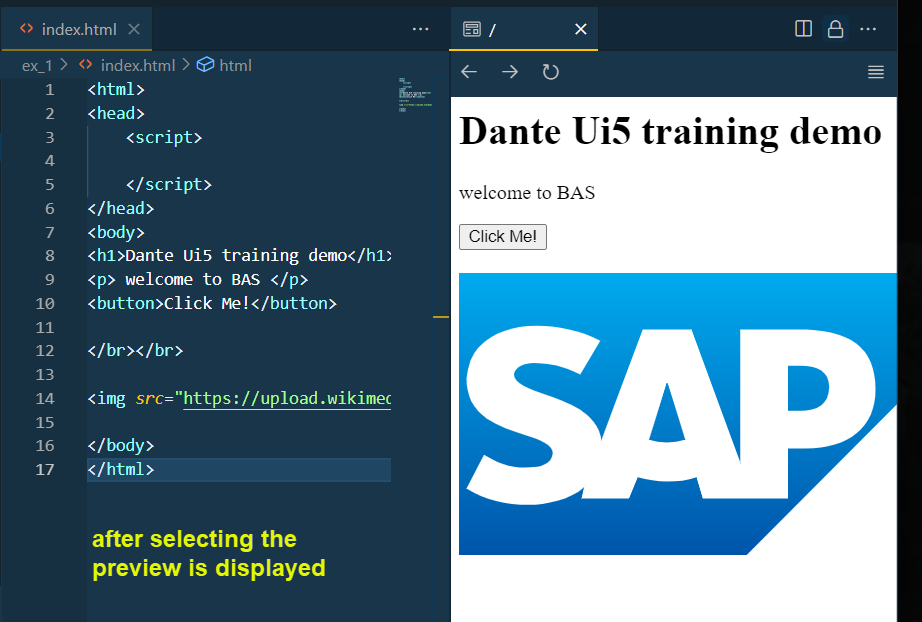 index.html
ex_1 > index.html > html
1 <html>
2 <head>
3 <script>
4
5 </script>
6 </head>
7 <body>
8 <h1>Dante Ui5 training demo</h1>
9 <p> welcome to BAS </p>
10 <button>Click Me!</button>
11
12 </br></br>
13
14 <img src="https://upload.wikimed
15
16 </body>
17 </html>
after selecting the
preview is displayed
/
Dante Ui5 training demo
welcome to BAS
Click Me!
SAP